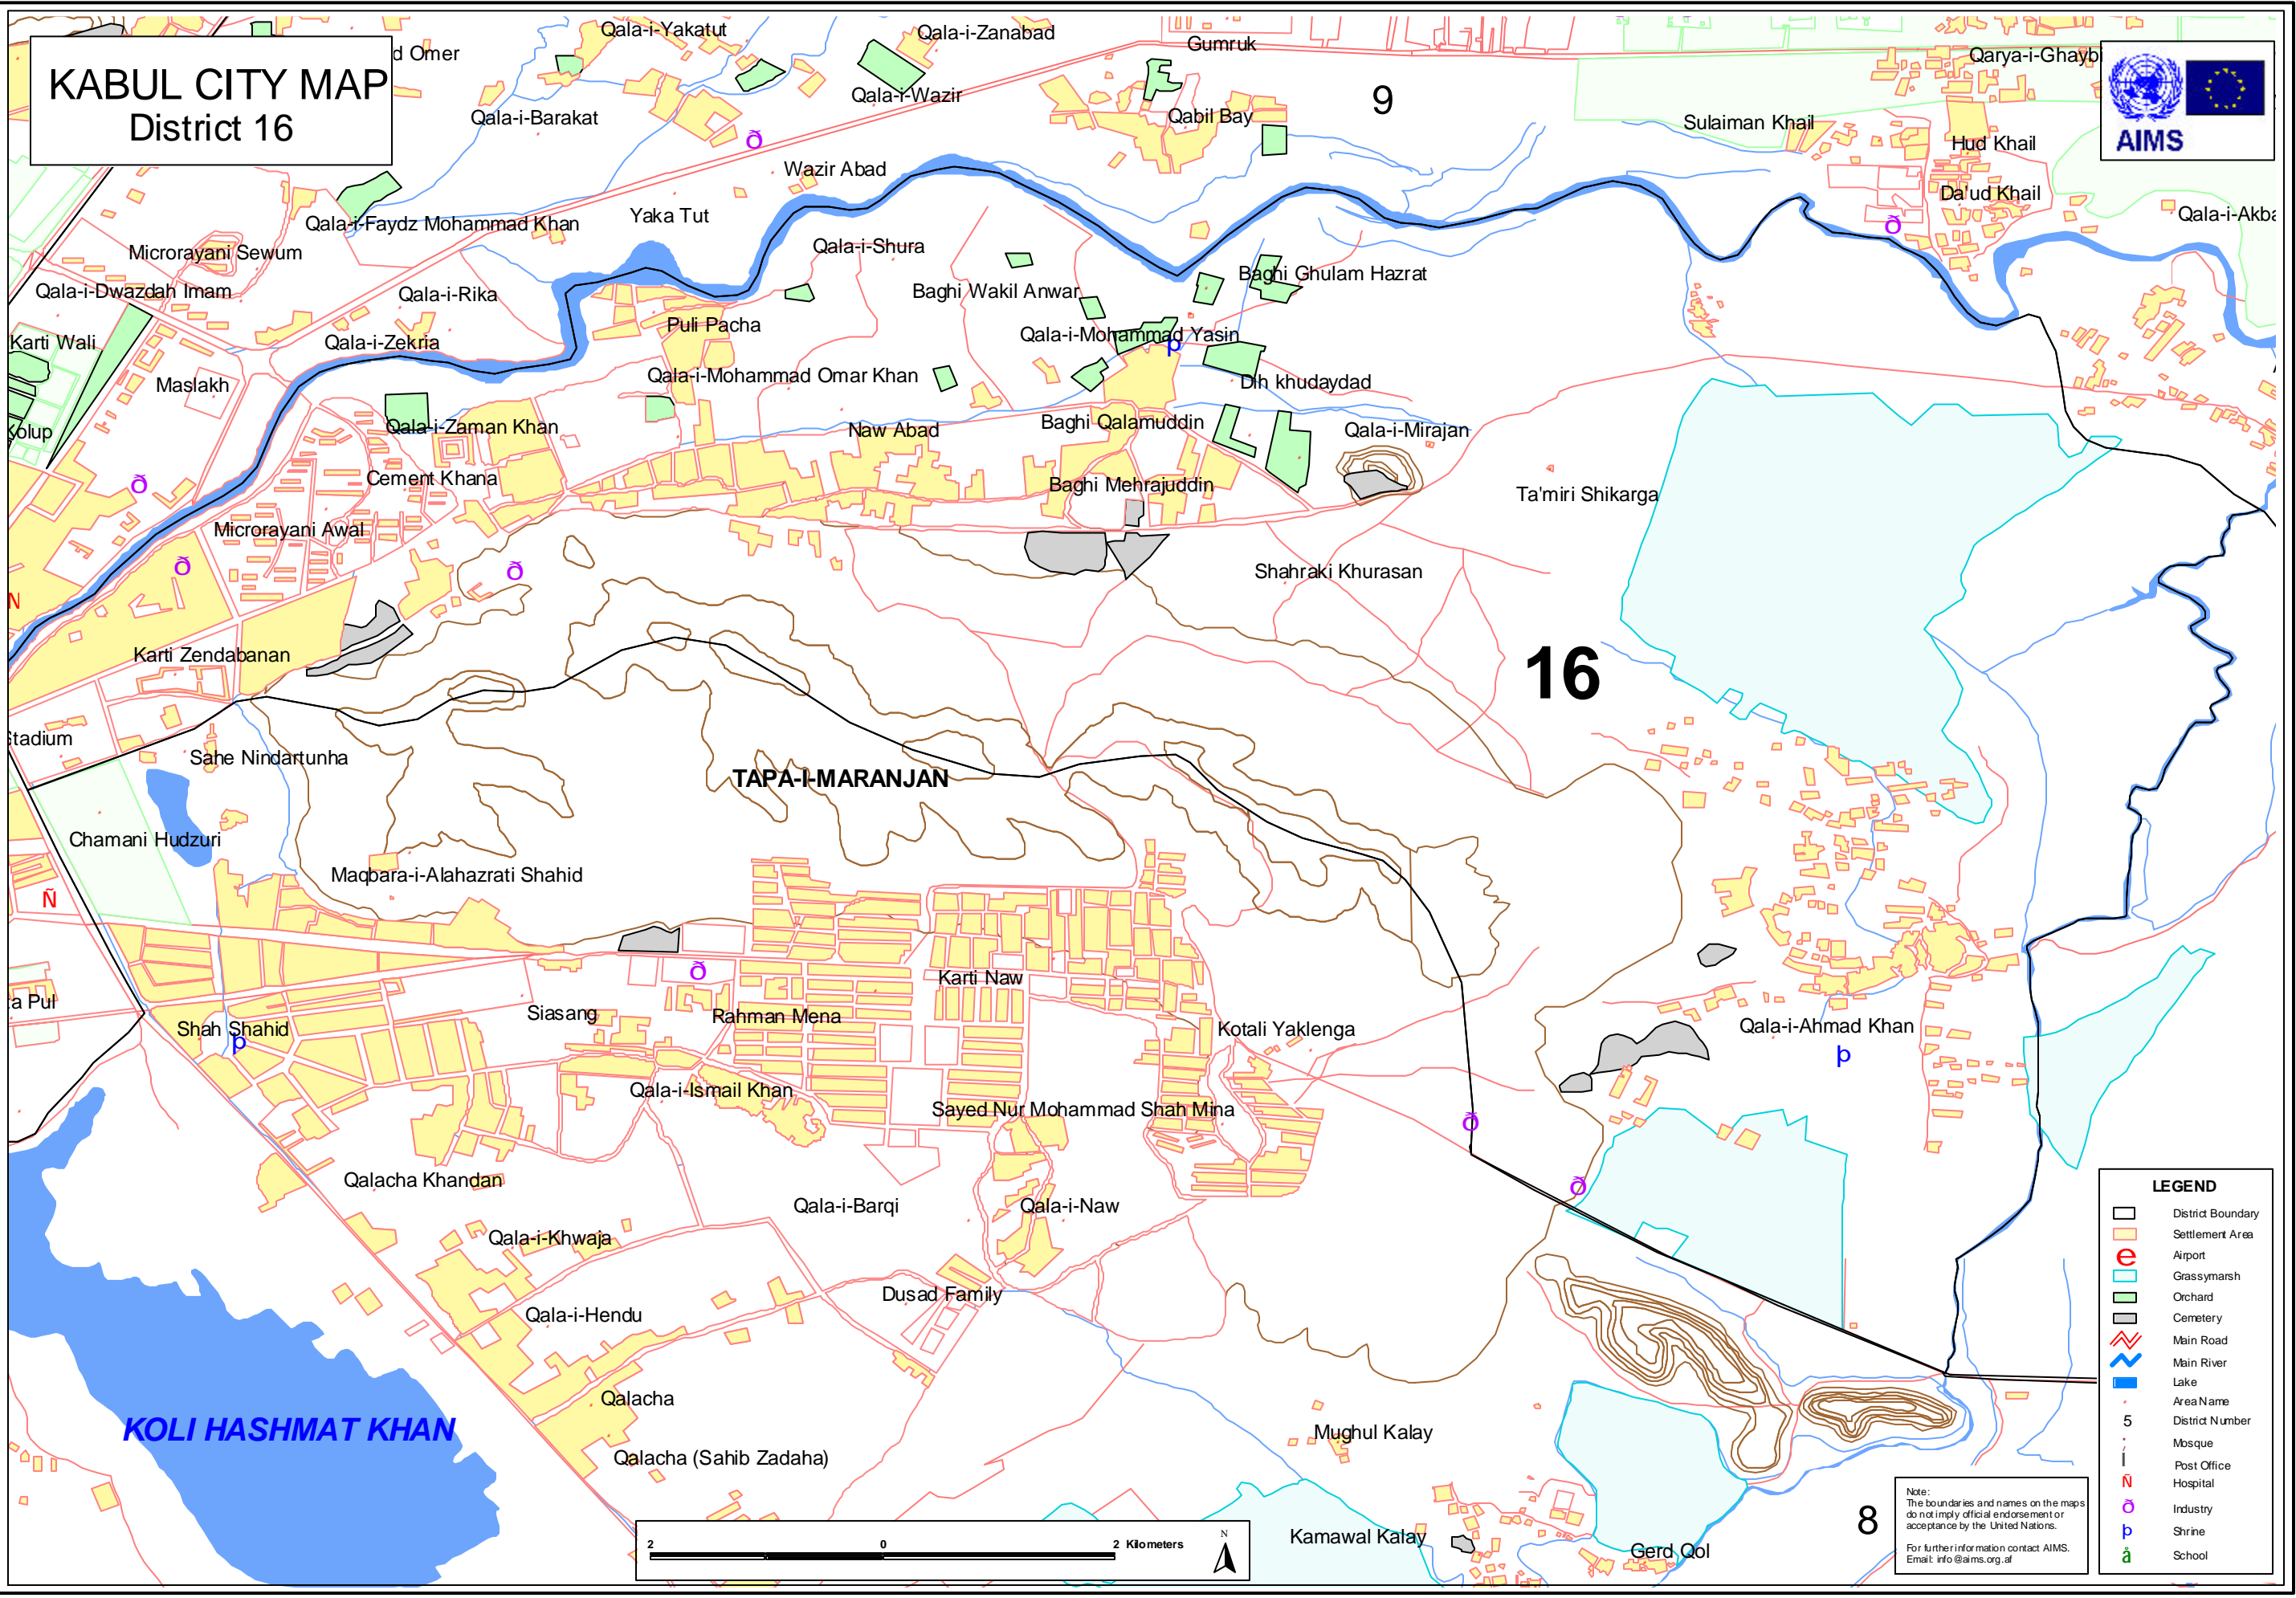 KABUL CITY MAP
District 16
d Omer
Qala-i-Yakatut
Qala-i-Zanabad
Gumruk
Qarya-i-Ghaybi
AIMS
Qala-i-Barakat
Qala-i-Wazir
Qabil Bay
9
Sulaiman Khail
Hud Khail
ð
Wazir Abad
Da'ud Khail
Qala-i-Faydz Mohammad Khan
Yaka Tut
ð
Qala-i-Akba
Microrayani Sewum
Qala-i-Shura
Baghi Ghulam Hazrat
Qala-i-Dwazdah Imam
Qala-i-Rika
Baghi Wakil Anwar
Puli Pacha
Qala-i-Mohammad Yasin
þ
Karti Wali
Qala-i-Zekria
Maslakh
Qala-i-Mohammad Omar Khan
Dih khudaydad
Kolup
Qala-i-Zaman Khan
Naw Abad
Baghi Qalamuddin
Qala-i-Mirajan
ð
Cement Khana
Baghi Mehrajuddin
Ta'miri Shikarga
Microrayani Awal
ð
ð
Shahraki Khurasan
Ñ
Karti Zendabanan
16
Stadium
Sahe Nindartunha
TAPA-I-MARANJAN
Chamani Hudzuri
Maqbara-i-Alahazrati Shahid
Ñ
ð
Karti Naw
a Pul
Shah Shahid
þ
Siasang
Rahman Mena
Kotali Yaklenga
Qala-i-Ahmad Khan
þ
Qala-i-Ismail Khan
Sayed Nur Mohammad Shah Mina
ð
Qalacha Khandan
Qala-i-Barqi
Qala-i-Naw
ð
Qala-i-Khwaja
Dusad Family
Qala-i-Hendu
Qalacha
KOLI HASHMAT KHAN
Mughul Kalay
Qalacha (Sahib Zadaha)
Kamawal Kalay
Gerd Qol
8
2 0 2 Kilometers
N
Note:
The boundaries and names on the maps
do not imply official endorsement or
acceptance by the United Nations.
For further information contact AIMS.
Email: info@aims.org.af
LEGEND
District Boundary
Settlement Area
e Airport
Grassymarsh
Orchard
Cemetery
Main Road
Main River
Lake
Area Name
5 District Number
Mosque
Post Office
Ñ Hospital
ð Industry
þ Shrine
å School